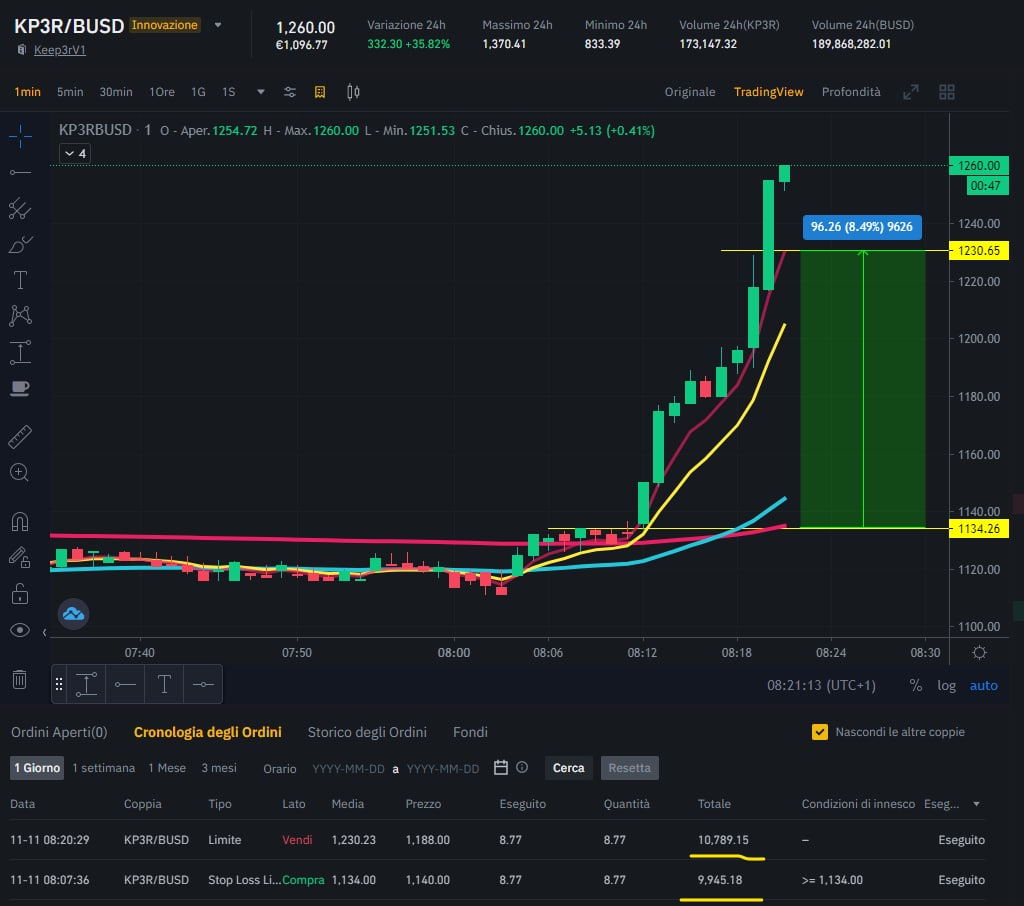 KP3R/BUSD Innovazione
Keep3rV1
1,260.00
€1,096.77
Variazione 24h
332.30 +35.82%
Massimo 24h
1,370.41
Minimo 24h
833.39
Volume 24h(KP3R)
173,147.32
Volume 24h(BUSD)
189,868,282.01
1min 5min 30min 1Ore 1G 1S
Originale TradingView Profondità
KP3RBUSD · 1 O - Aper. 1254.72 H - Max. 1260.00 L - Min. 1251.53 C - Chius. 1260.00 +5.13 (+0.41%)
4
1260.00
00:47
96.26 (8.49%) 9626
1240.00
1230.65
1220.00
1200.00
1180.00
1160.00
1140.00
1134.26
1120.00
1100.00
07:40 07:50 08:00 08:06 08:12 08:18 08:24 08:30
08:21:13 (UTC+1) % log auto
Ordini Aperti(0) Cronologia degli Ordini Storico degli Ordini Fondi
Nascondi le altre coppie
1 Giorno 1 settimana 1 Mese 3 mesi Orario YYYY-MM-DD a YYYY-MM-DD Cerca Resetta
Data Coppia Tipo Lato Media Prezzo Eseguito Quantità Totale Condizioni di innesco Eseg...
11-11 08:20:29 KP3R/BUSD Limite Vendi 1,230.23 1,188.00 8.77 8.77 10,789.15 – Eseguito
11-11 08:07:36 KP3R/BUSD Stop Loss Li... Compra 1,134.00 1,140.00 8.77 8.77 9,945.18 >= 1,134.00 Eseguito